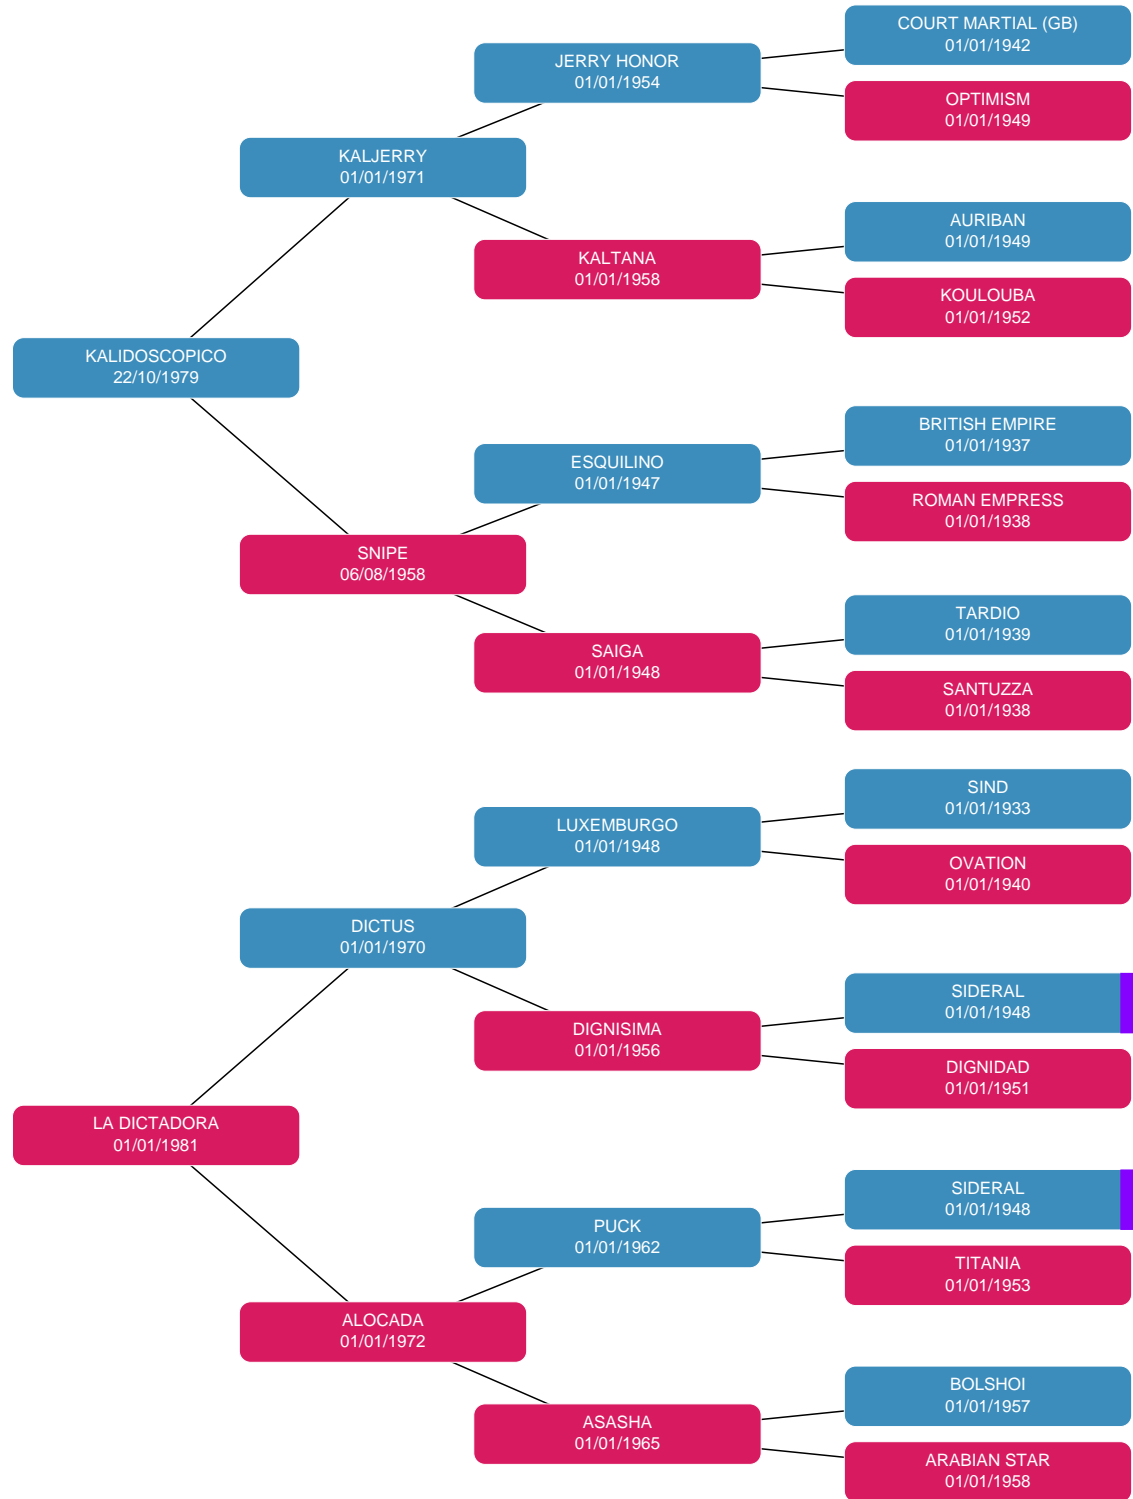 COURT MARTIAL (GB)
01/01/1942
JERRY HONOR
01/01/1954
OPTIMISM
01/01/1949
KALJERRY
01/01/1971
AURIBAN
01/01/1949
KALTANA
01/01/1958
KOULOUBA
01/01/1952
KALIDOSCOPICO
22/10/1979
BRITISH EMPIRE
01/01/1937
ESQUILINO
01/01/1947
ROMAN EMPRESS
01/01/1938
SNIPE
06/08/1958
TARDIO
01/01/1939
SAIGA
01/01/1948
SANTUZZA
01/01/1938
SIND
01/01/1933
LUXEMBURGO
01/01/1948
OVATION
01/01/1940
DICTUS
01/01/1970
SIDERAL
01/01/1948
DIGNISIMA
01/01/1956
DIGNIDAD
01/01/1951
LA DICTADORA
01/01/1981
SIDERAL
01/01/1948
PUCK
01/01/1962
TITANIA
01/01/1953
ALOCADA
01/01/1972
BOLSHOI
01/01/1957
ASASHA
01/01/1965
ARABIAN STAR
01/01/1958